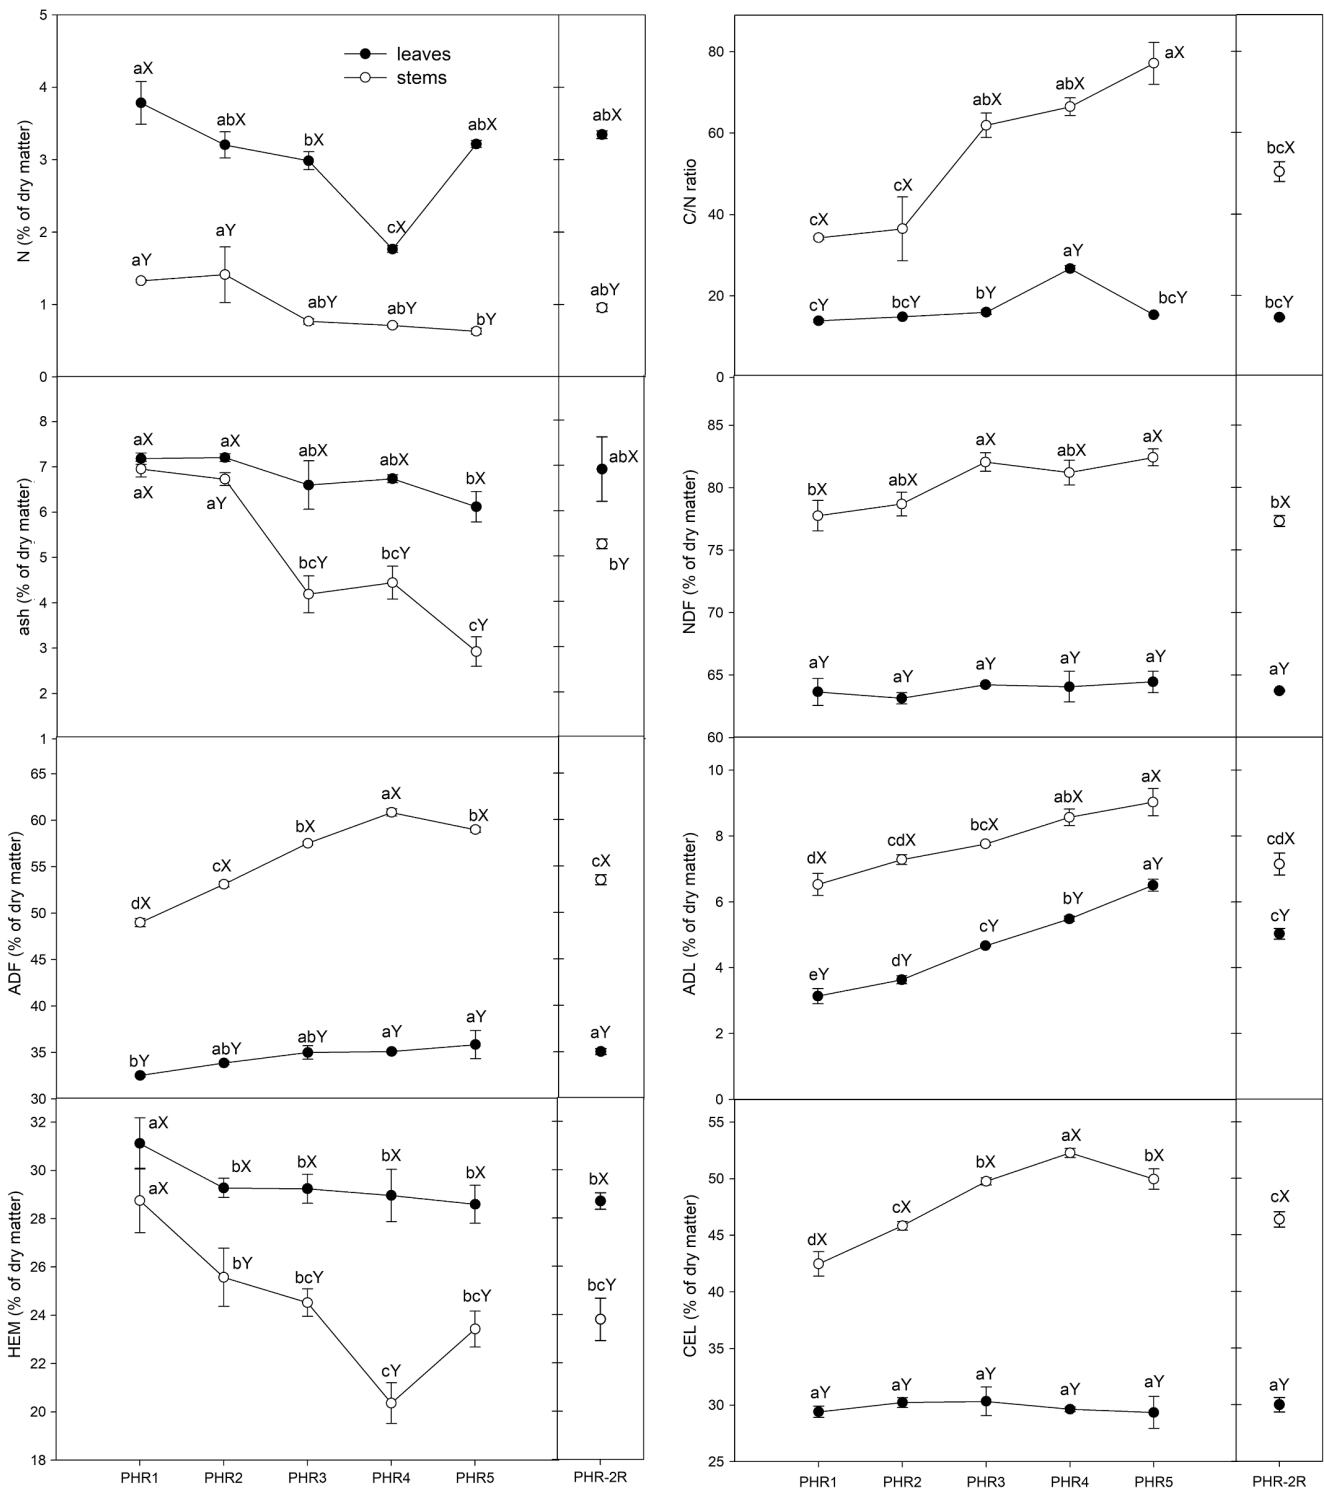 5
4
3
2
1
0
N (% of dry matter)
leaves
stems
aX
abX
bX
cX
abX
abX
aY
aY
abY
abY
bY
abY
80
60
40
20
0
C/N ratio
cX
cX
abX
abX
aX
bcX
cY
bcY
bY
aY
bcY
bcY
8
7
6
5
4
3
2
1
ash (% of dry matter)
aX
aX
abX
abX
bX
abX
aX
aY
bcY
bcY
cY
bY
85
80
75
70
65
60
NDF (% of dry matter)
bX
abX
aX
abX
aX
bX
aY
aY
aY
aY
aY
aY
65
60
55
50
45
40
35
30
ADF (% of dry matter)
dX
cX
bX
aX
bX
cX
bY
abY
abY
aY
aY
aY
10
8
6
4
2
0
ADL (% of dry matter)
dX
cdX
bcX
abX
aX
cdX
eY
dY
cY
bY
aY
cY
32
30
28
26
24
22
20
18
HEM (% of dry matter)
aX
bX
bX
bX
bX
bX
aX
bY
bcY
cY
bcY
bcY
PHR1 PHR2 PHR3 PHR4 PHR5 PHR-2R
55
50
45
40
35
30
25
CEL (% of dry matter)
dX
cX
bX
aX
bX
cX
aY
aY
aY
aY
aY
aY
PHR1 PHR2 PHR3 PHR4 PHR5 PHR-2R